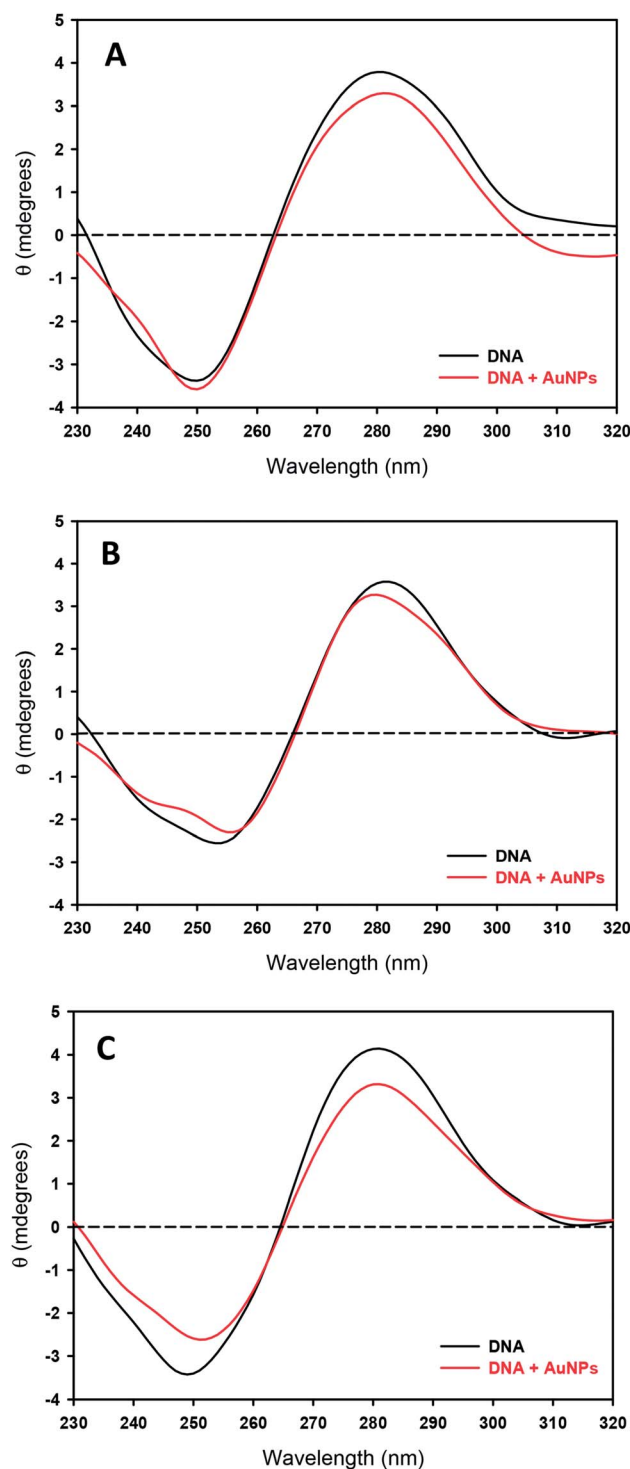 A
5
4
3
2
1
0
-1
-2
-3
-4
θ (mdegrees)
DNA
DNA + AuNPs
230 240 250 260 270 280 290 300 310 320
Wavelength (nm)
B
5
4
3
2
1
0
-1
-2
-3
-4
θ (mdegrees)
DNA
DNA + AuNPs
230 240 250 260 270 280 290 300 310 320
Wavelength (nm)
C
5
4
3
2
1
0
-1
-2
-3
-4
θ (mdegrees)
DNA
DNA + AuNPs
230 240 250 260 270 280 290 300 310 320
Wavelength (nm)